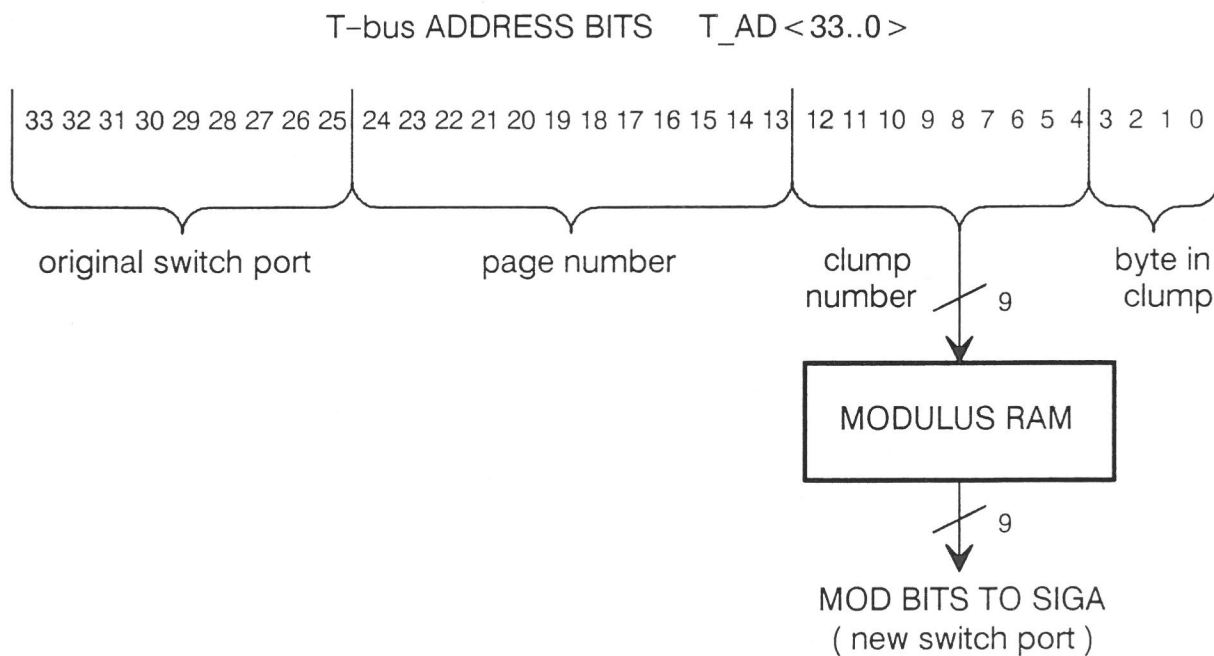 T-bus ADDRESS BITS T_AD<33..0>
33 32 31 30 29 28 27 26 25 24 23 22 21 20 19 18 17 16 15 14 13 12 11 10 9 8 7 6 5 4 3 2 1 0
original switch port
page number
clump
number
byte in
clump
9
MODULUS RAM
9
MOD BITS TO SIGA
( new switch port )